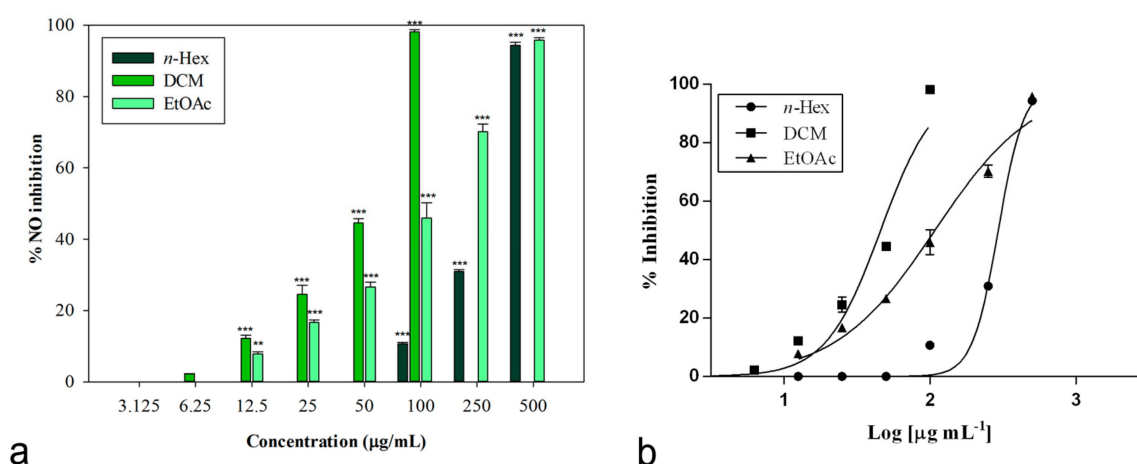 100
80
60
40
20
0
% NO inhibition
n-Hex
DCM
EtOAc
***
**
***
***
***
***
***
***
***
***
***
***
***
***
3.125 6.25 12.5 25 50 100 250 500
Concentration (µg/mL)
a
100
80
60
40
20
0
% Inhibition
n-Hex
DCM
EtOAc
1 2 3
Log [µg mL⁻¹]
b